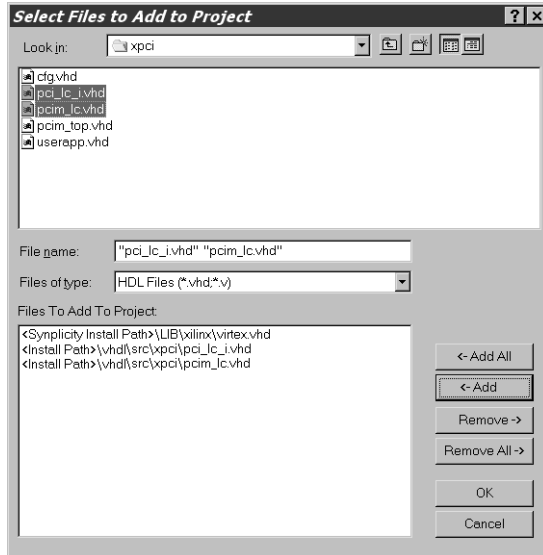 Select Files to Add to Project
Look in: xpci
cfg.vhd
pci_lc_i.vhd
pcim_lc.vhd
pcim_top.vhd
userapp.vhd
File name: "pci_lc_i.vhd" "pcim_lc.vhd"
Files of type: HDL Files (*.vhd;*.v)
Files To Add To Project:
<Synplicity Install Path>\LIB\xilinx\virtex.vhd
<Install Path>\vhdl\src\xpci\pci_lc_i.vhd
<Install Path>\vhdl\src\xpci\pcim_lc.vhd
<- Add All
<- Add
Remove ->
Remove All ->
OK
Cancel